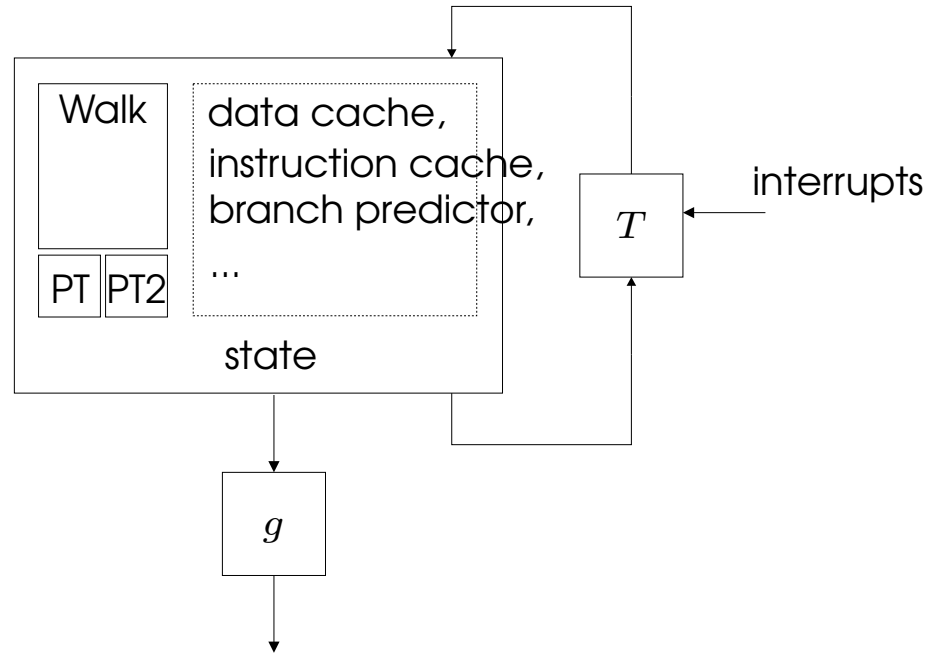 Walk
data cache,
instruction cache,
branch predictor,
...
PT PT2
state
T
interrupts
g